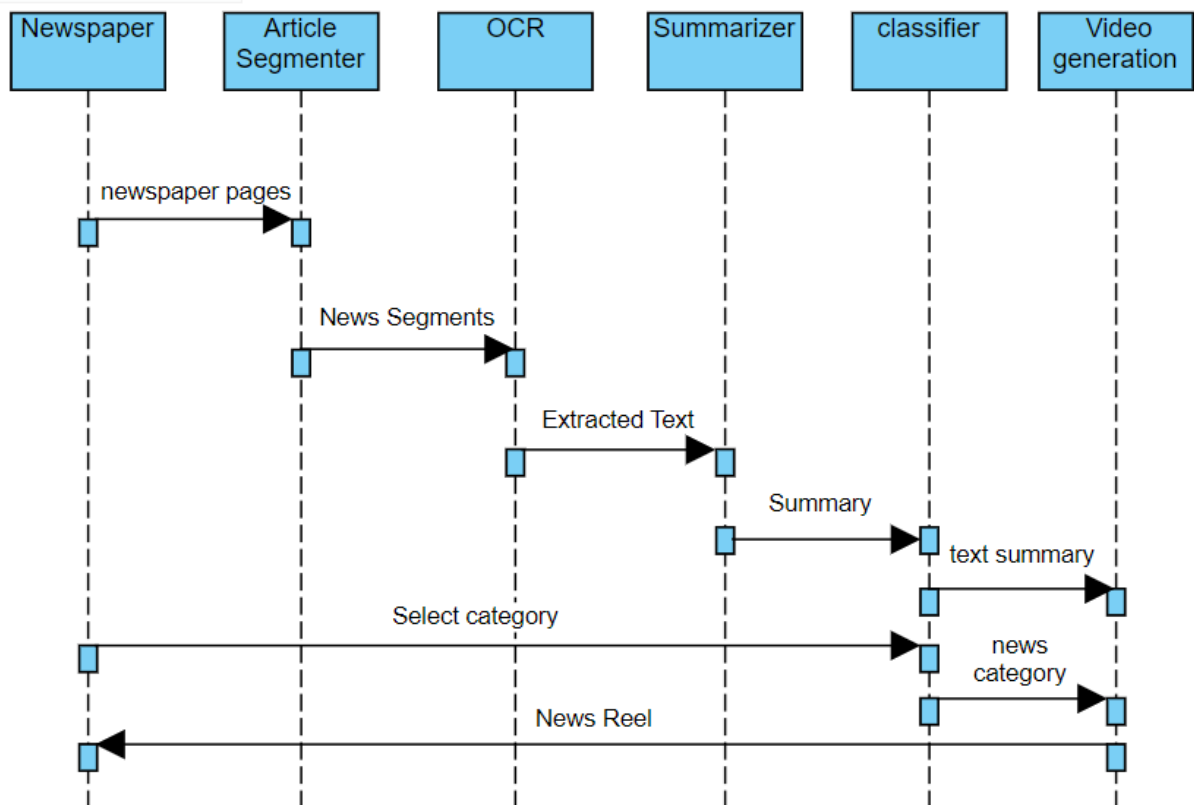 Newspaper
Article
Segmenter
OCR
Summarizer
classifier
Video
generation
newspaper pages
News Segments
Extracted Text
Summary
text summary
Select category
news
category
News Reel